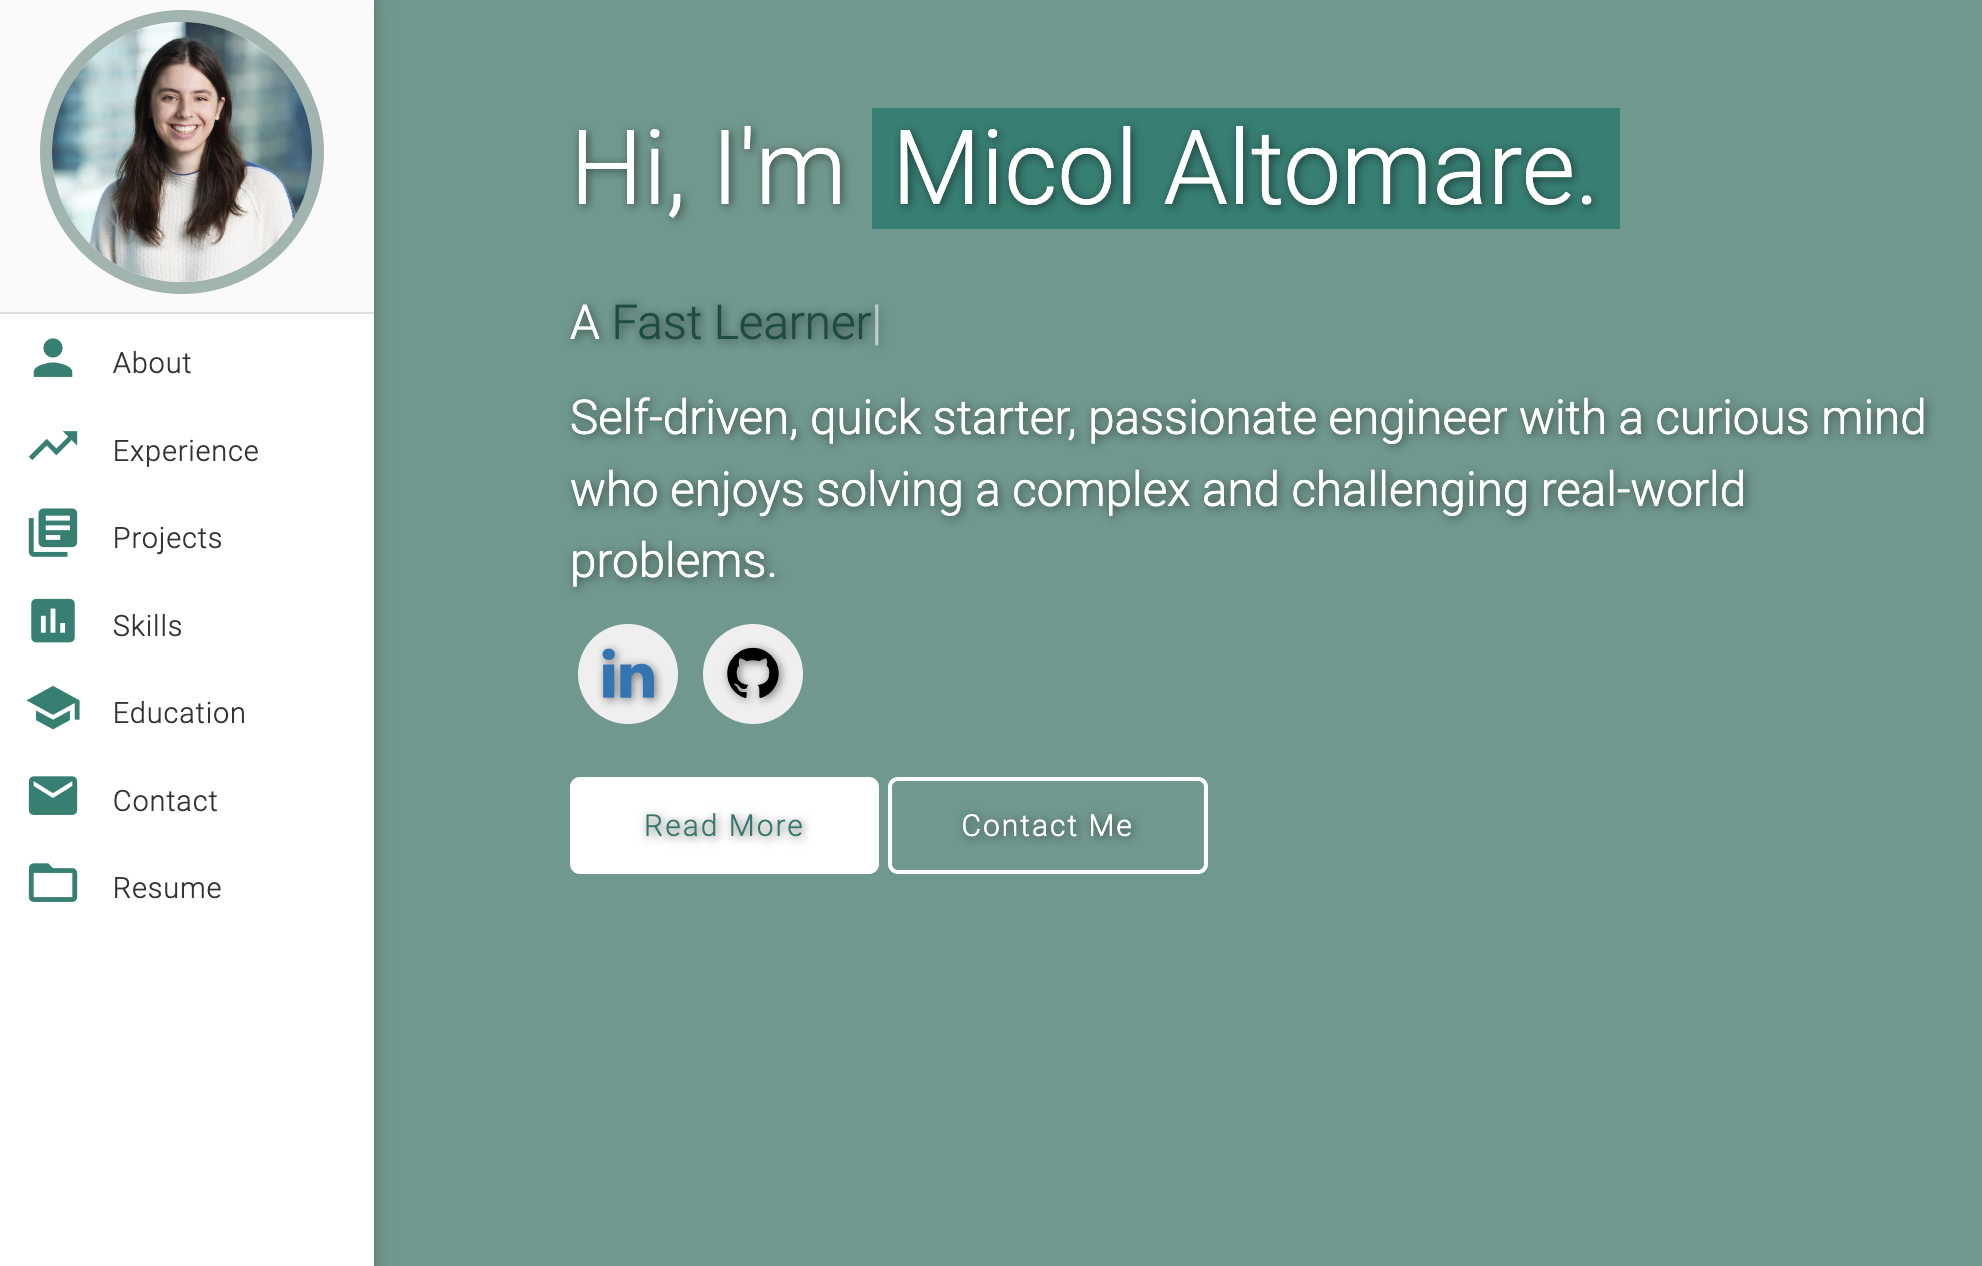 Hi, I'm Micol Altomare.
A Fast Learner|
Self-driven, quick starter, passionate engineer with a curious mind
who enjoys solving a complex and challenging real-world
problems.
in
Read More
Contact Me
About
Experience
Projects
Skills
Education
Contact
Resume